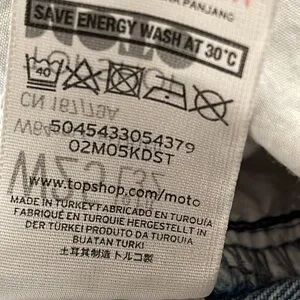 PANJANG
SAVE ENERGY WASH AT 30°C
40
5045433054379
02M05KDST
www.topshop.com/moto
MADE IN TURKEY FABRICADO EN TURQUÍA
FABRIQUÉ EN TURQUIE HERGESTELLT IN
DER TÜRKEI PRODUTO DA TURQUIA
BUATAN TURKI
土耳其制造 トルコ製